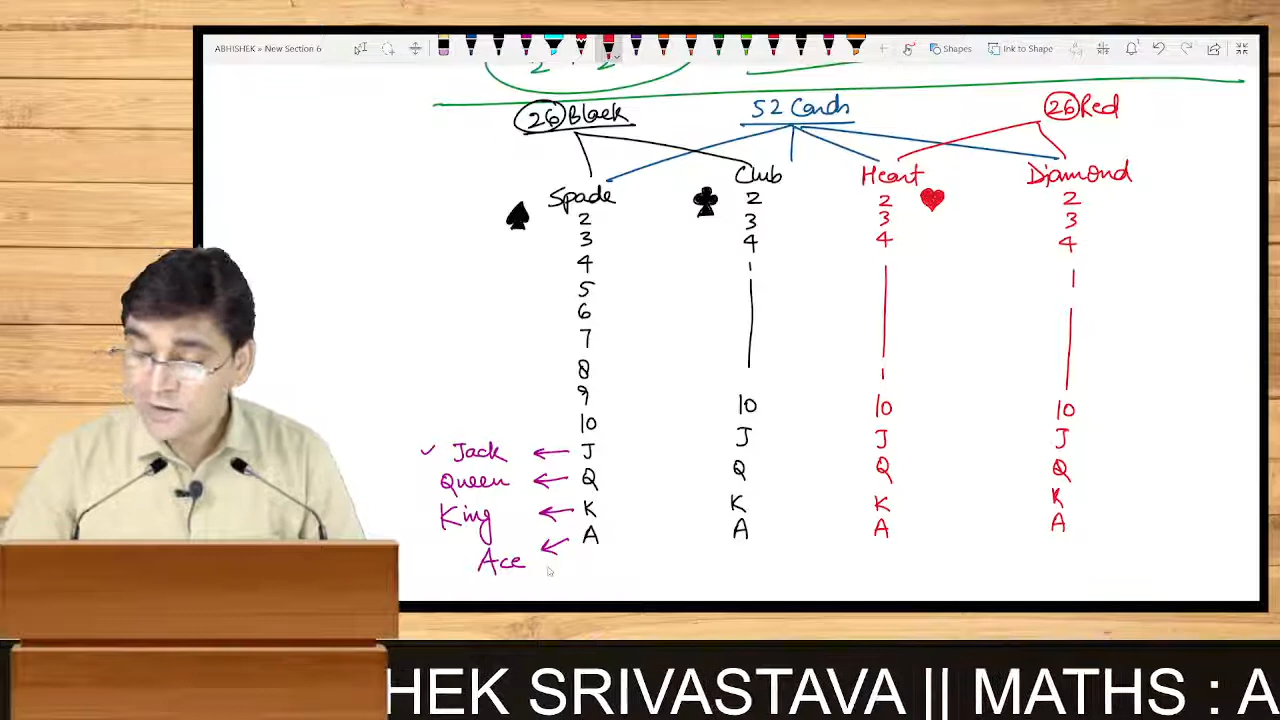 ABHISHEK » New Section 6
Shapes
Ink to Shape
2 2
26 Black
52 Cards
26 Red
Spade
Club
Heart
Diamond
2 2 2 2
3 3 3 3
4 4 4 4
5
6
7
8
9
10 10 10 10
Jack ← J J J J
Queen ← Q Q Q Q
King ← K K K K
Ace ← A A A A
HEK SRIVASTAVA || MATHS : A